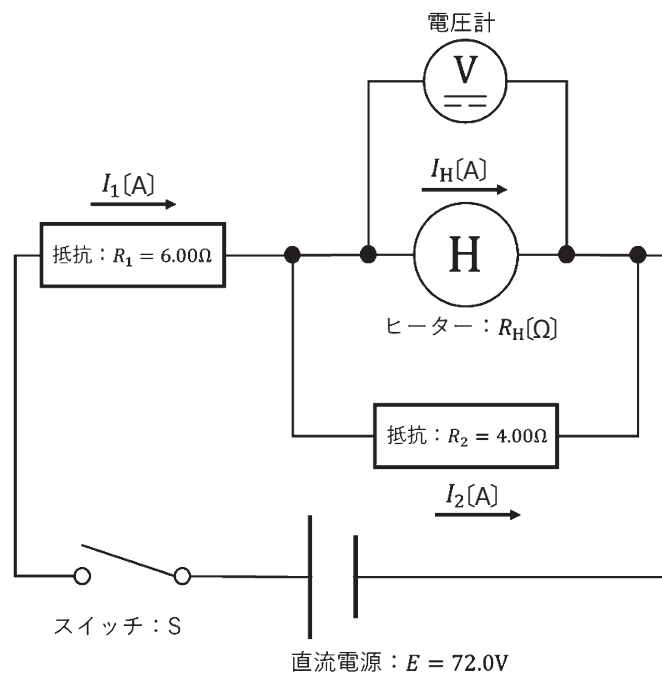 電圧計
V
I_H〔A〕
I_1〔A〕
抵抗：R_1 = 6.00Ω
H
ヒーター：R_H〔Ω〕
抵抗：R_2 = 4.00Ω
I_2〔A〕
スイッチ：S
直流電源：E = 72.0V